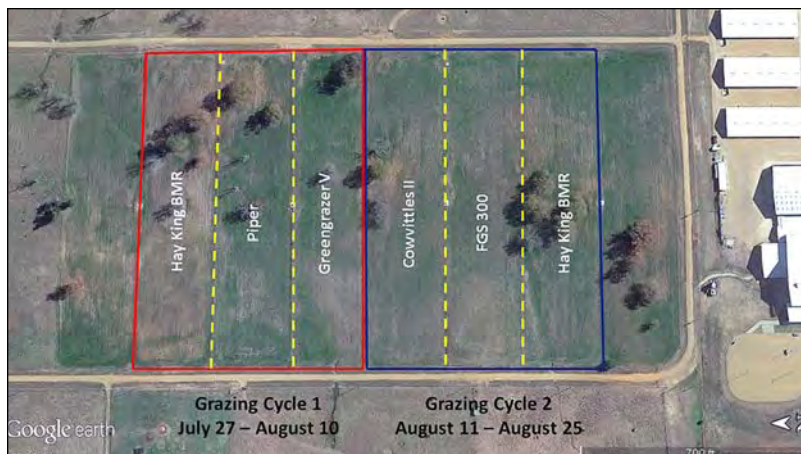 Hay King BMR
Piper
Greengrazer V
Cowvittles II
FGS 300
Hay King BMR
Grazing Cycle 1
July 27 – August 10
Grazing Cycle 2
August 11 – August 25
Google earth